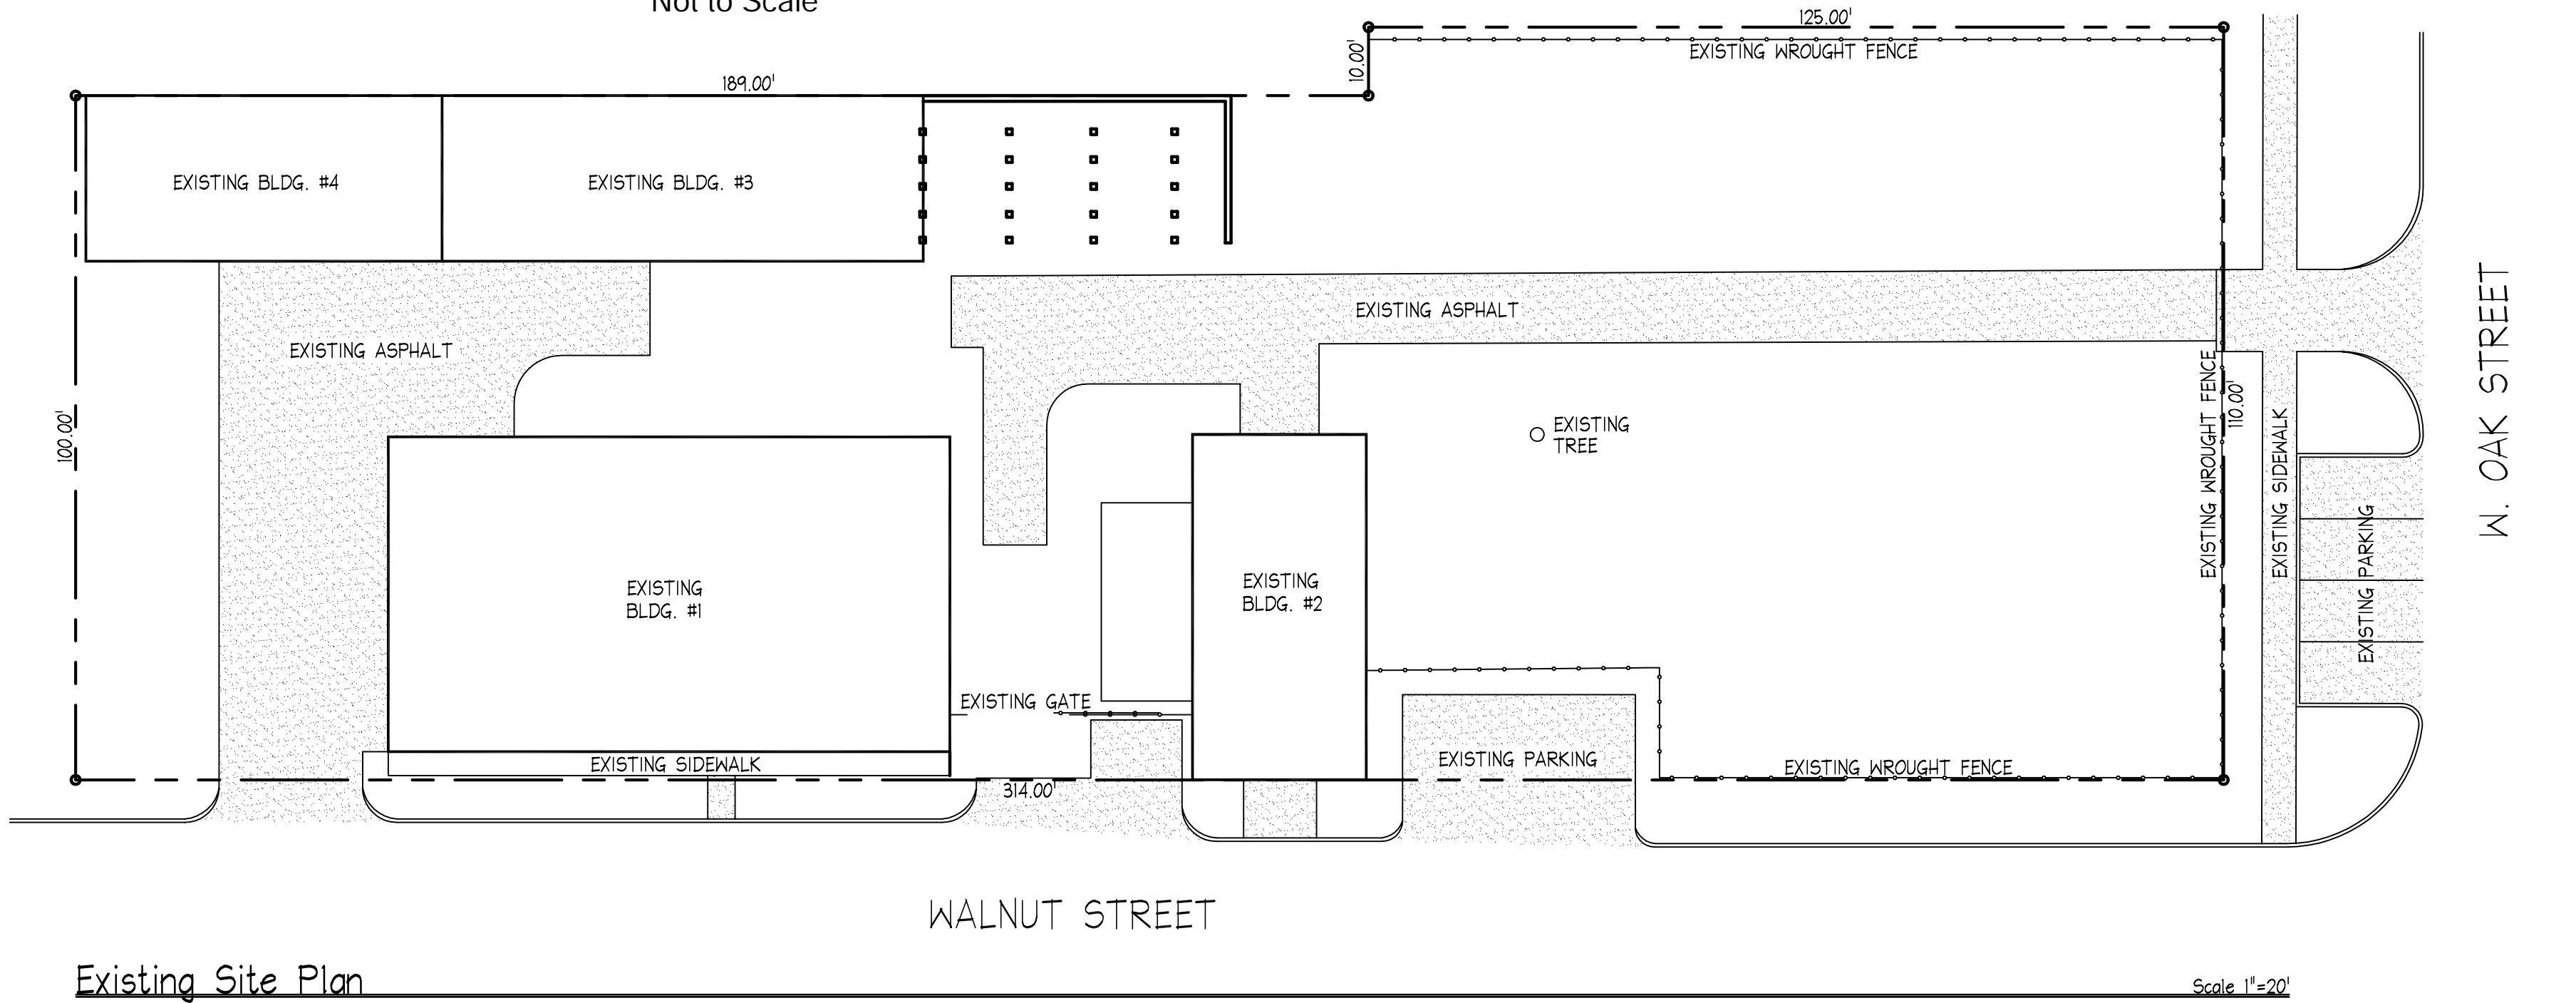 Not to Scale
125.00'
10.00'
EXISTING WROUGHT FENCE
189.00'
EXISTING BLDG. #4
EXISTING BLDG. #3
EXISTING ASPHALT
EXISTING ASPHALT
W. OAK STREET
EXISTING WROUGHT FENCE
110.00'
EXISTING SIDEWALK
EXISTING PARKING
100.00'
EXISTING
TREE
EXISTING
BLDG. #1
EXISTING
BLDG. #2
EXISTING GATE
EXISTING SIDEWALK
EXISTING PARKING
EXISTING WROUGHT FENCE
314.00'
WALNUT STREET
Existing Site Plan
Scale 1"=20'